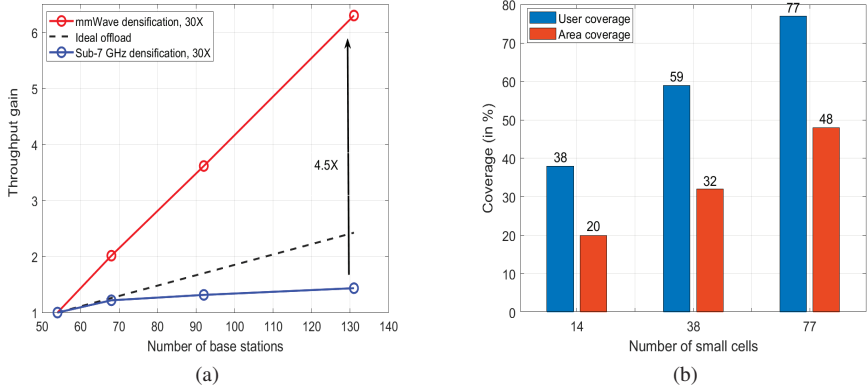 mmWave densification, 30X
Ideal offload
Sub-7 GHz densification, 30X
Throughput gain
6
5
4
3
2
1
4.5X
50 60 70 80 90 100 110 120 130 140
Number of base stations
(a)
User coverage
Area coverage
Coverage (in %)
80
70
60
50
40
30
20
10
0
38
20
59
32
77
48
14 38 77
Number of small cells
(b)